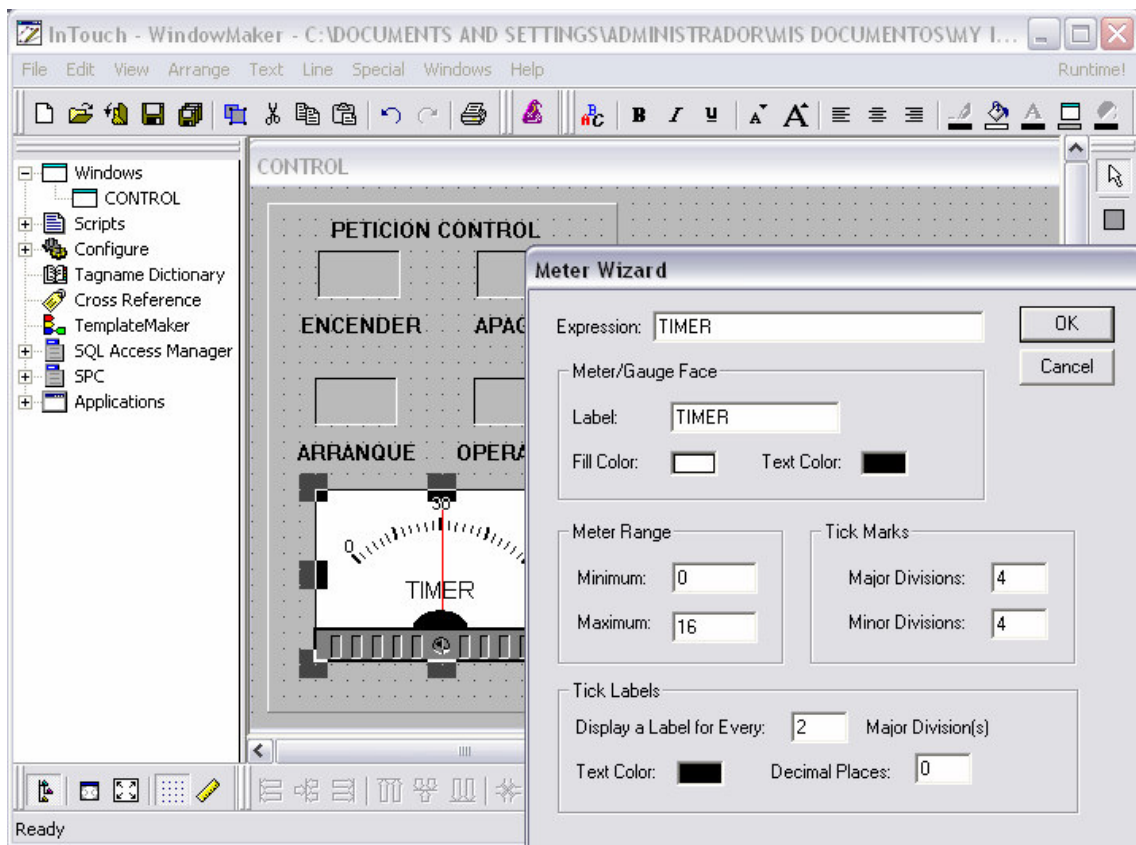 InTouch - WindowMaker - C:\DOCUMENTS AND SETTINGS\ADMINISTRADOR\MIS DOCUMENTOS\MY I...
File Edit View Arrange Text Line Special Windows Help Runtime!
B I U A A
Windows
CONTROL
Scripts
Configure
Tagname Dictionary
Cross Reference
TemplateMaker
SQL Access Manager
SPC
Applications
CONTROL
PETICION CONTROL
ENCENDER APAG
ARRANQUE OPERA
0 30
TIMER
Meter Wizard
Expression: TIMER
OK
Cancel
Meter/Gauge Face
Label: TIMER
Fill Color: Text Color:
Meter Range
Minimum: 0
Maximum: 16
Tick Marks
Major Divisions: 4
Minor Divisions: 4
Tick Labels
Display a Label for Every: 2 Major Division(s)
Text Color: Decimal Places: 0
Ready